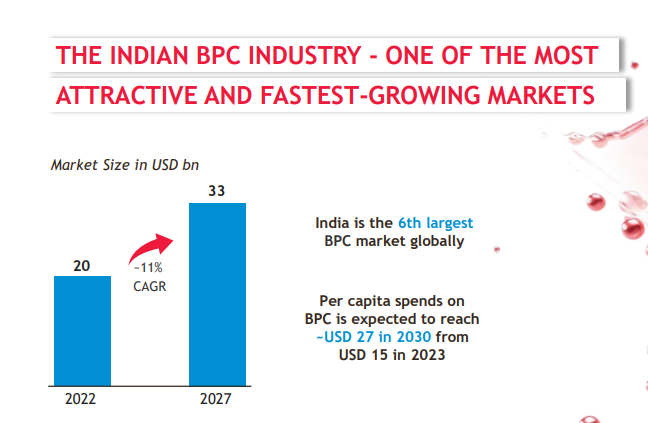 THE INDIAN BPC INDUSTRY - ONE OF THE MOST
ATTRACTIVE AND FASTEST-GROWING MARKETS
Market Size in USD bn
33
20
~11%
CAGR
2022
2027
India is the 6th largest
BPC market globally
Per capita spends on
BPC is expected to reach
~USD 27 in 2030 from
USD 15 in 2023